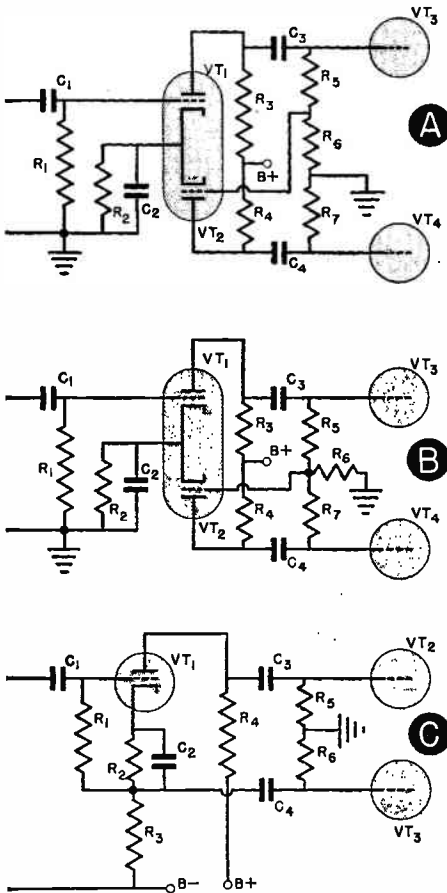 VT3
C3
C1
VT1
R5
R3
A
R6
R1
B+
R2
C2
R4
R7
VT2
C4
VT4
VT3
C3
C1
VT1
R3
R5
R6
B+
B
R1
R2
C2
R4
R7
VT2
C4
VT4
VT2
C1
VT1
C3
R5
C
R1
R4
R2
C2
R6
C4
R3
VT3
B-
B+